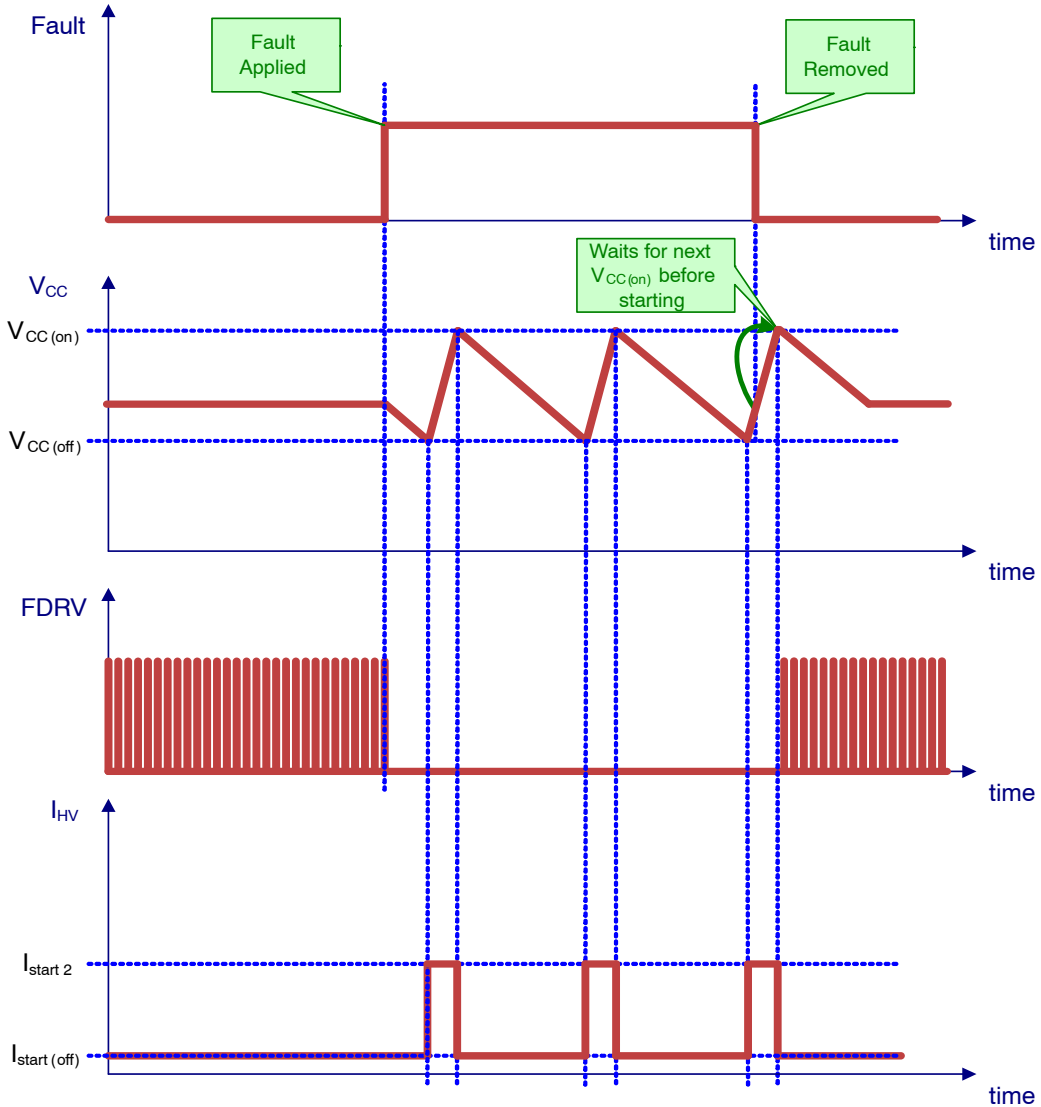 Fault
Fault
Applied
Fault
Removed
time
VCC
Waits for next
VCC(on) before
starting
VCC(on)
VCC(off)
time
FDRV
time
IHV
Istart 2
Istart(off)
time